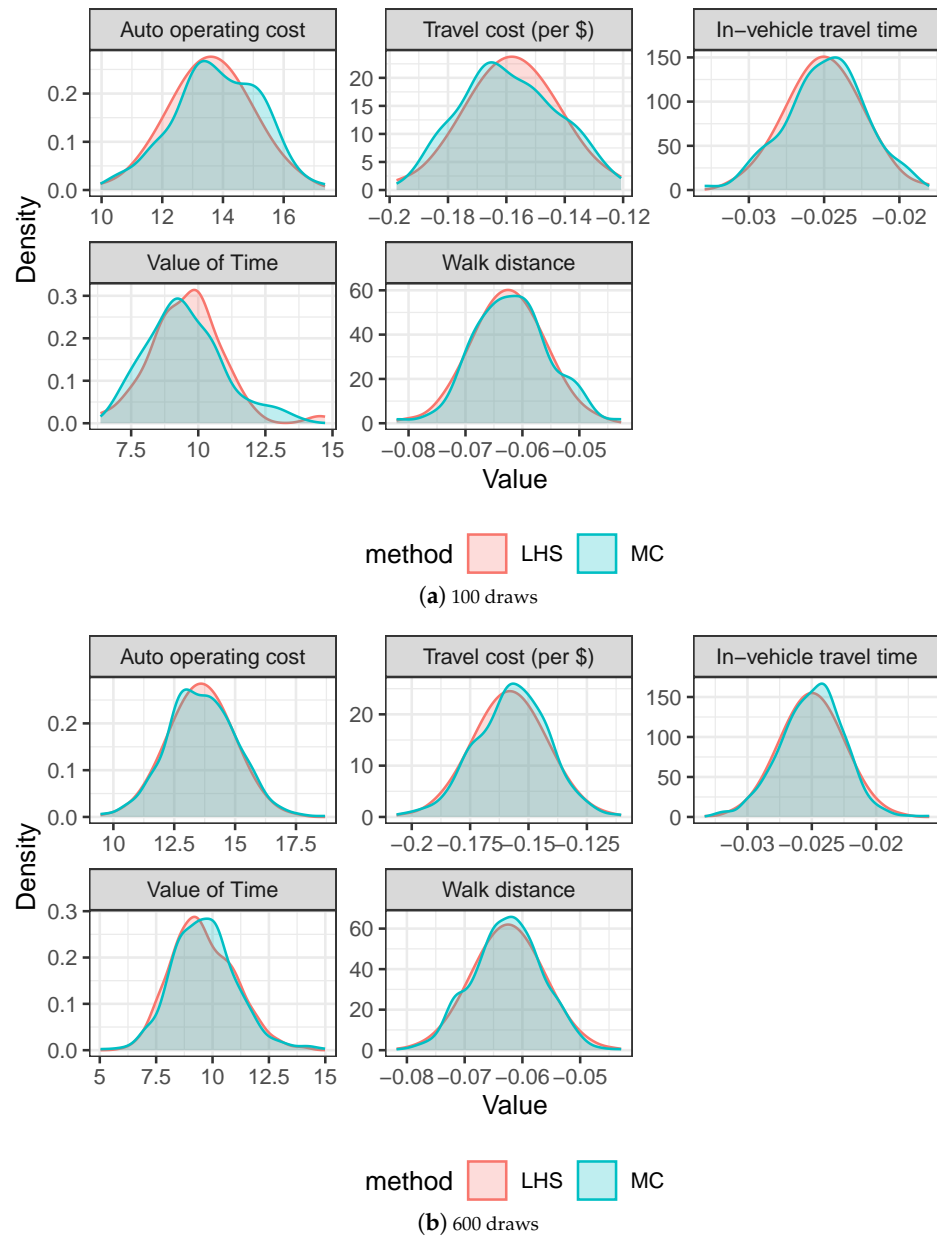 Auto operating cost Travel cost (per $) In−vehicle travel time
0.2
0.1
0.0
10 12 14 16
20
15
10
5
0
−0.2 −0.18 −0.16 −0.14 −0.12
150
100
50
0
−0.03 −0.025 −0.02
Density
Value of Time Walk distance
0.3
0.2
0.1
0.0
7.5 10 12.5 15
60
40
20
0
−0.08 −0.07 −0.06 −0.05
Value
method LHS MC
(a) 100 draws
Auto operating cost Travel cost (per $) In−vehicle travel time
0.2
0.1
0.0
10 12.5 15 17.5
20
10
0
−0.2 −0.175 −0.15 −0.125
150
100
50
0
−0.03 −0.025 −0.02
Density
Value of Time Walk distance
0.3
0.2
0.1
0.0
5 7.5 10 12.5 15
60
40
20
0
−0.08 −0.07 −0.06 −0.05
Value
method LHS MC
(b) 600 draws